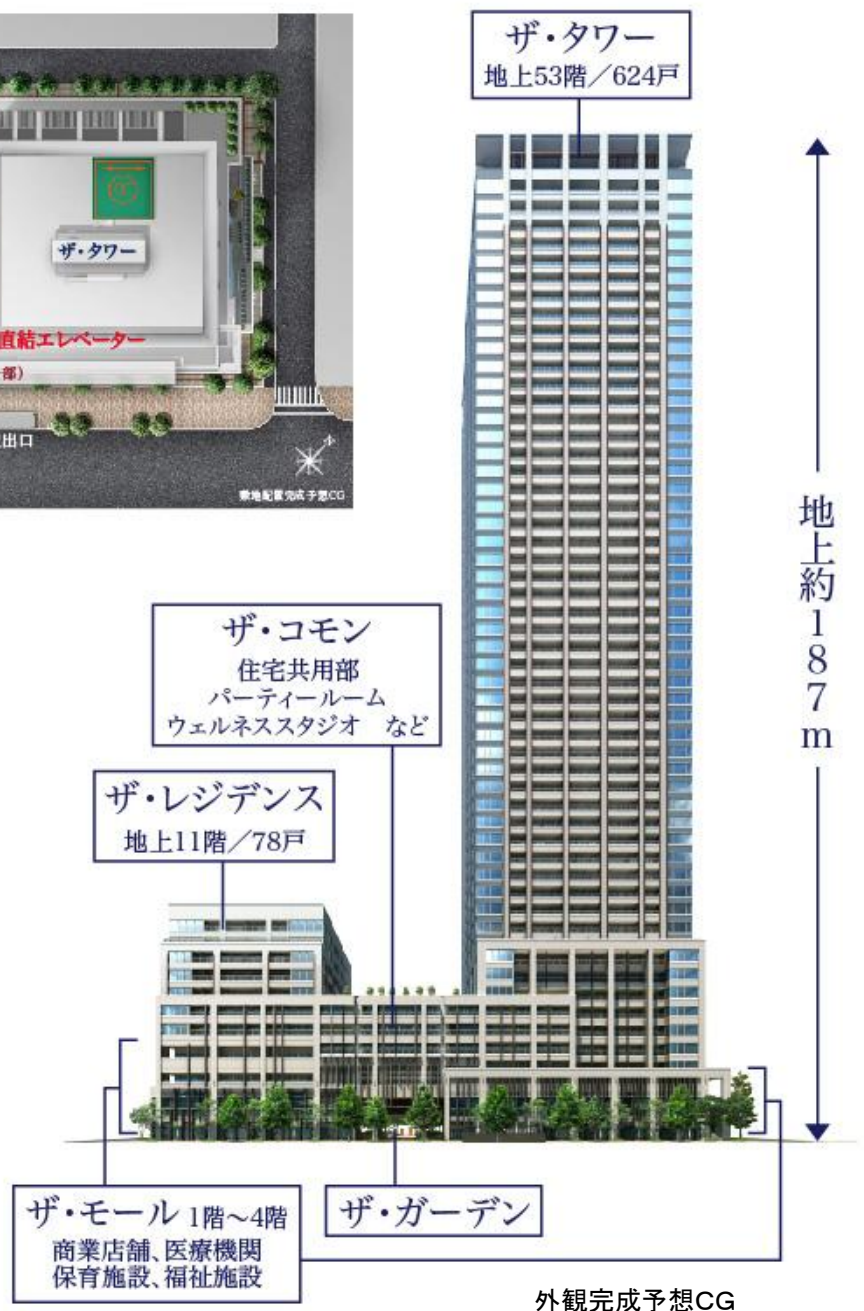 ザ・タワー
地上53階／624戸
ザ・タワー
直結エレベーター
部）
出口
敷地配置完成予想CG
地上約187m
ザ・コモン
住宅共用部
パーティールーム
ウェルネススタジオ　など
ザ・レジデンス
地上11階／78戸
ザ・モール 1階〜4階
商業店舗、医療機関
保育施設、福祉施設
ザ・ガーデン
外観完成予想CG